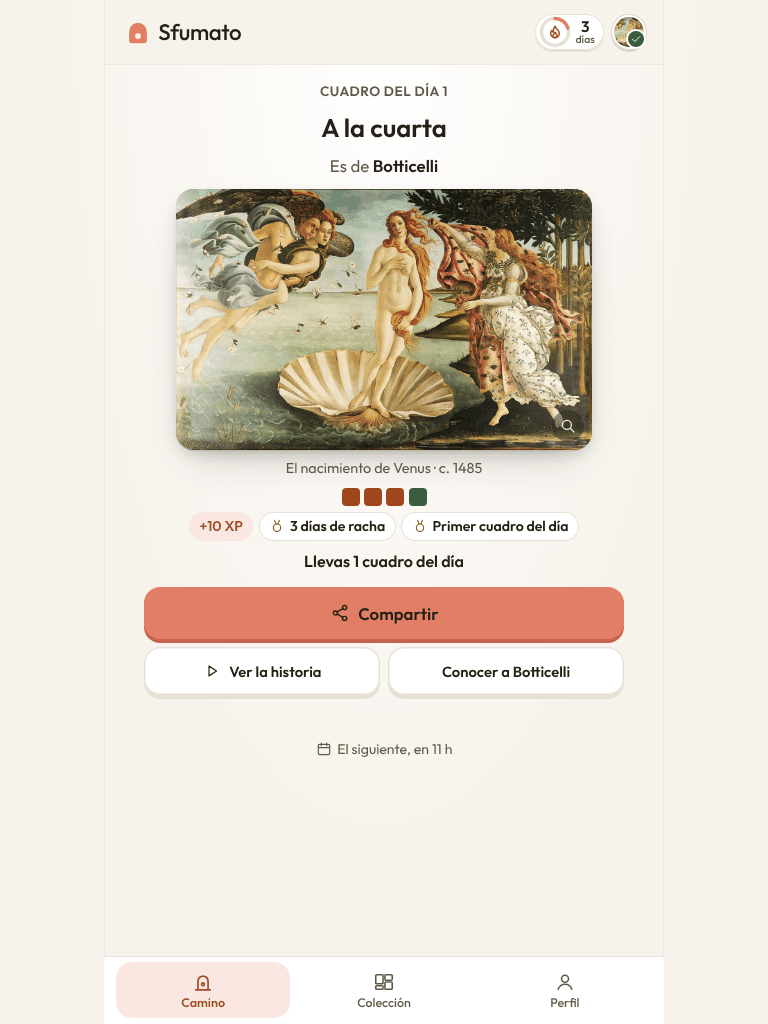 Sfumato
3
días
CUADRO DEL DÍA 1
A la cuarta
Es de Botticelli
El nacimiento de Venus · c. 1485
+10 XP
3 días de racha
Primer cuadro del día
Llevas 1 cuadro del día
Compartir
Ver la historia
Conocer a Botticelli
El siguiente, en 11 h
Camino
Colección
Perfil